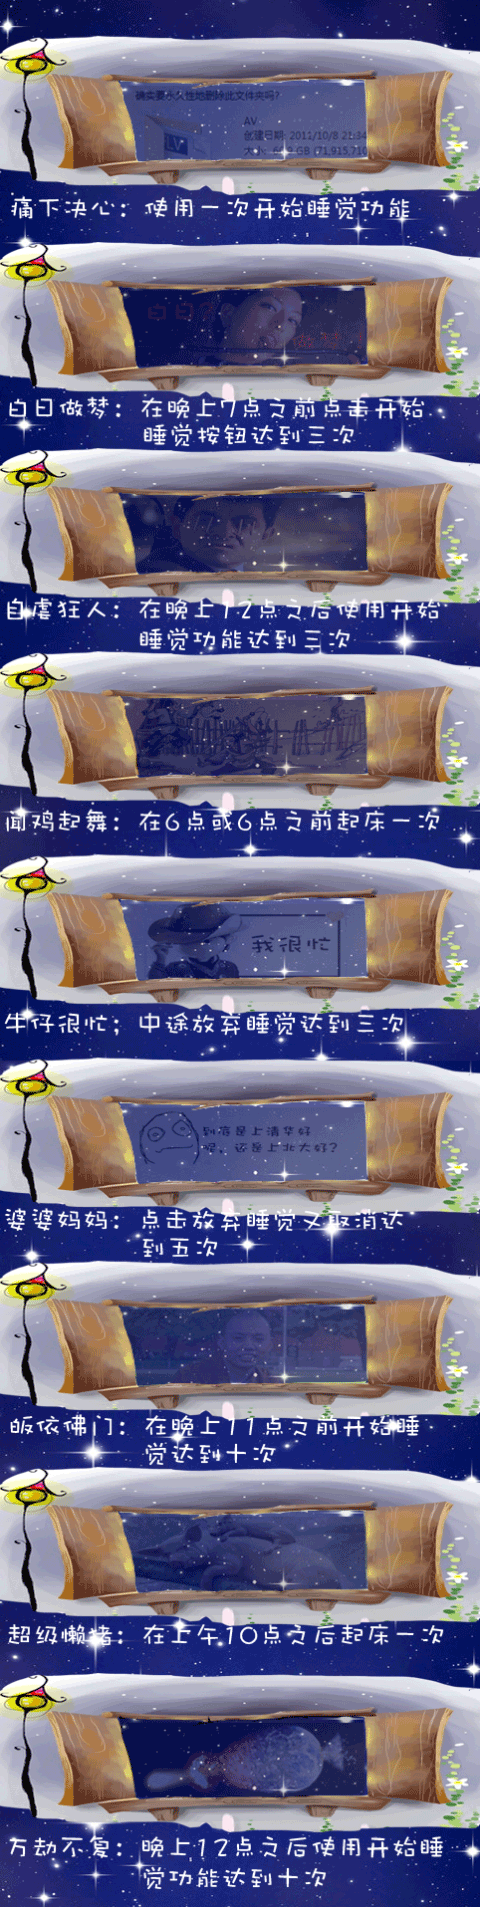 确实要永久性地删除此文件夹吗?
AV
创建日期: 2011/10/8 21:34
大小: 66.9 GB (71,915,710
痛下决心：使用一次开始睡觉功能
白日
白日做梦：在晚上7点之前点击开始
睡觉按钮达到三次
自虐狂人：在晚上12点之后使用开始
睡觉功能达到三次
闻鸡起舞：在6点或6点之前起床一次
我很忙
牛仔很忙；中途放弃睡觉达到三次
到底是上清华好
呢，还是上北大好?
婆婆妈妈：点击放弃睡觉又取消达
到五次
皈依佛门：在晚上11点之前开始睡
觉达到十次
超级懒猪：在上午10点之后起床一次
万劫不复：晚上12点之后使用开始睡
觉功能达到十次